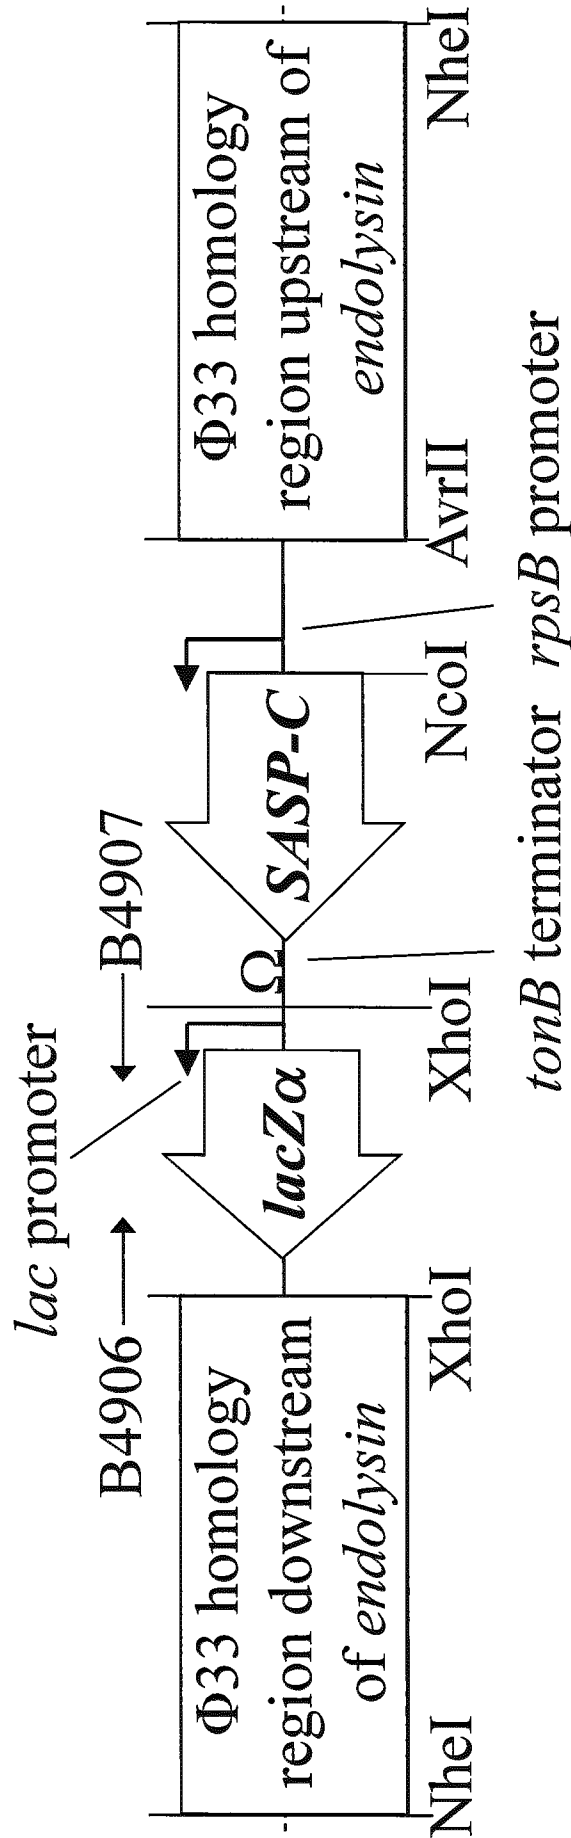 lac promoter
B4906
B4907
Φ33 homology
region downstream
of endolysin
lacZα
Ω
SASP-C
Φ33 homology
region upstream of
endolysin
NheI
XhoI
XhoI
NcoI
AvrII
NheI
tonB terminator
rpsB promoter